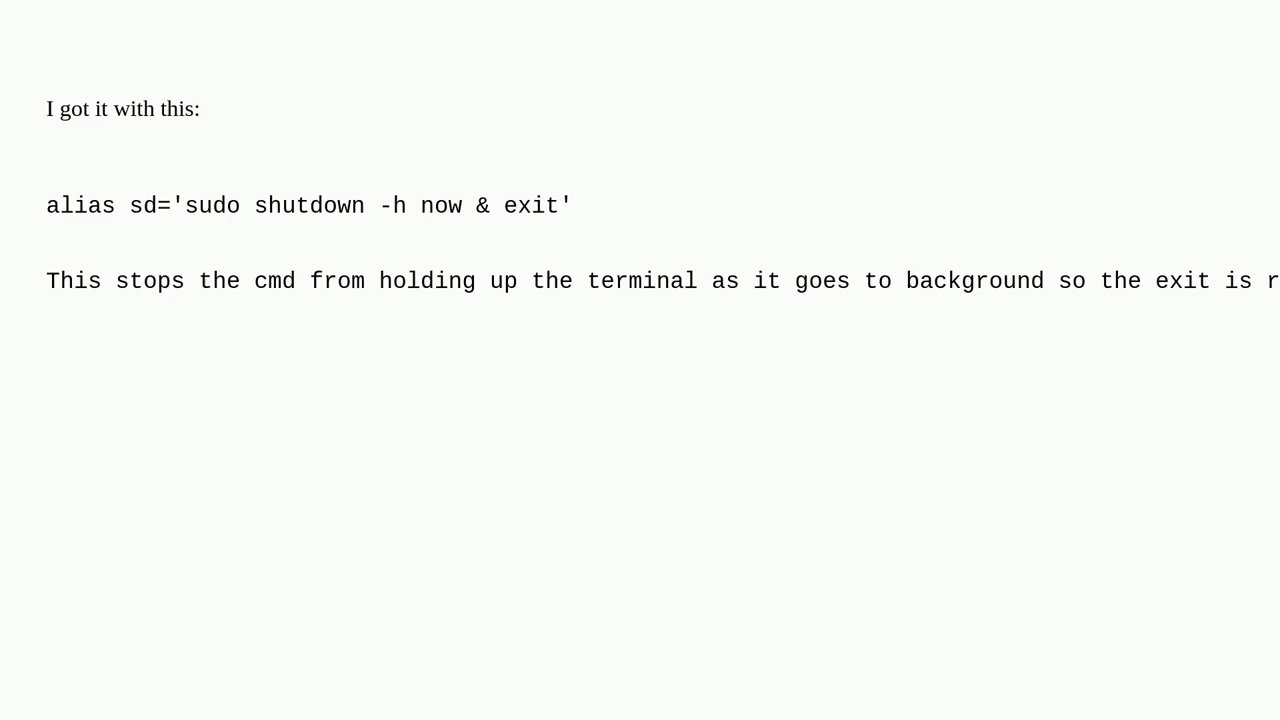 I got it with this:
alias sd='sudo shutdown -h now & exit'
This stops the cmd from holding up the terminal as it goes to background so the exit is